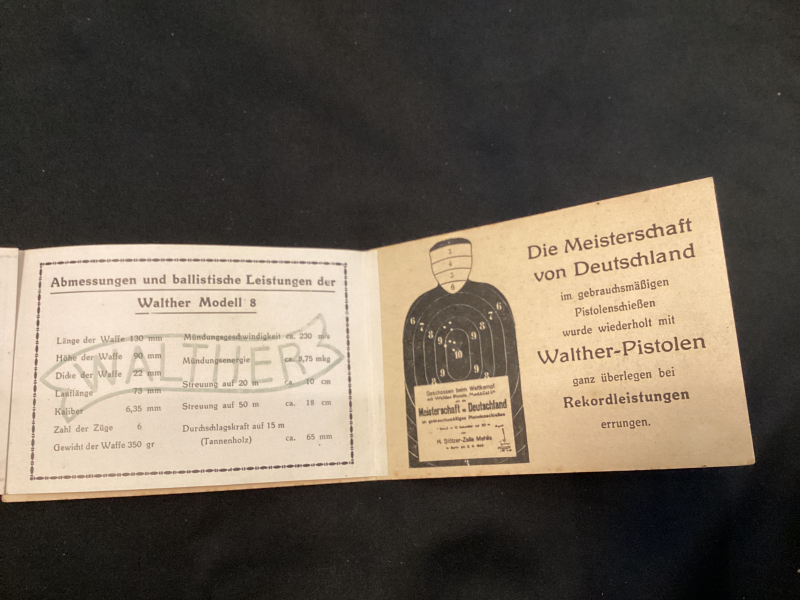 Abmessungen und ballistische Leistungen der
Walther Modell 8
Länge der Waffe 130 mm
Höhe der Waffe 90 mm
Dicke der Waffe 22 mm
Lauflänge 73 mm
Kaliber 6,35 mm
Zahl der Züge 6
Gewicht der Waffe 350 gr
Mündungsgeschwindigkeit ca. 230 m/s
Mündungsenergie ca. 8,75 mkg
Streuung auf 20 m ca. 10 cm
Streuung auf 50 m ca. 18 cm
Durchschlagskraft auf 15 m
(Tannenholz) ca. 65 mm
WALTHER
Geschossen beim Wettkampf
Meisterschaft v. Deutschland
Die Meisterschaft
von Deutschland
im gebrauchsmäßigen
Pistolenschießen
wurde wiederholt mit
Walther-Pistolen
ganz überlegen bei
Rekordleistungen
errungen.